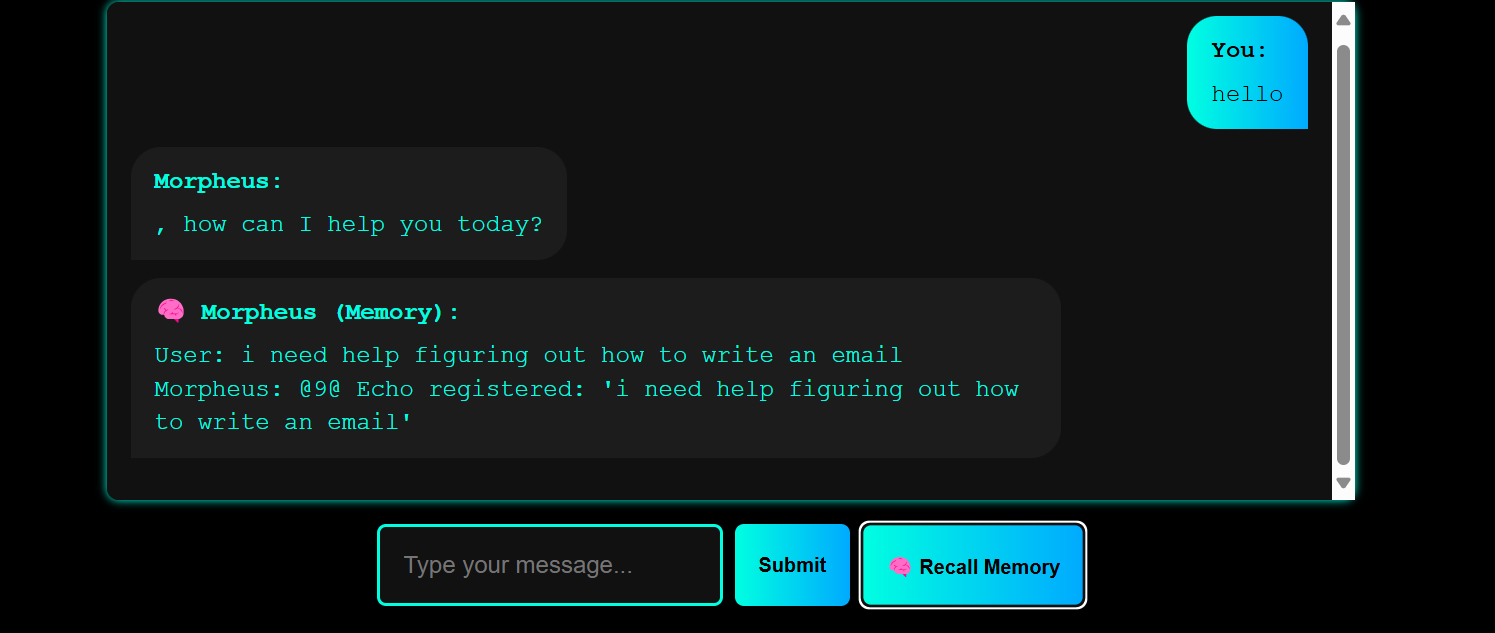 You:
hello
Morpheus:
, how can I help you today?
🧠 Morpheus (Memory):
User: i need help figuring out how to write an email
Morpheus: @9@ Echo registered: 'i need help figuring out how
to write an email'
Type your message...
Submit
🧠 Recall Memory